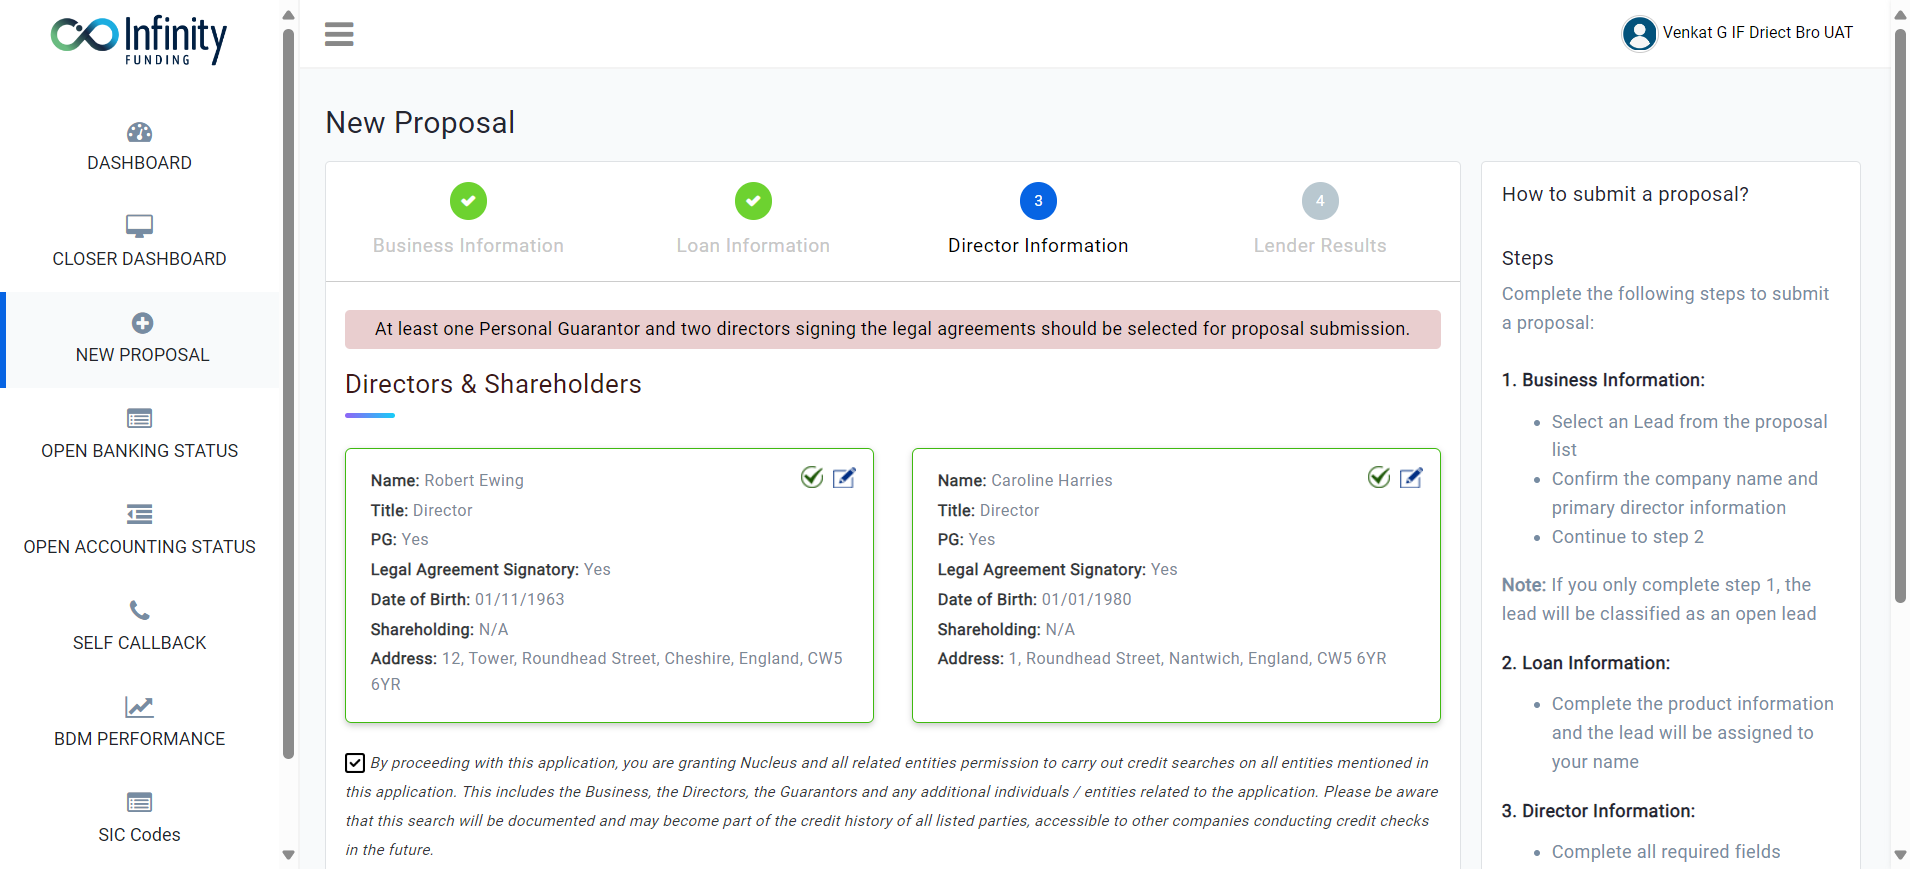 Infinity
FUNDING
DASHBOARD
CLOSER DASHBOARD
NEW PROPOSAL
OPEN BANKING STATUS
OPEN ACCOUNTING STATUS
SELF CALLBACK
BDM PERFORMANCE
SIC Codes
Venkat G IF Driect Bro UAT
New Proposal
Business Information
Loan Information
3
Director Information
4
Lender Results
At least one Personal Guarantor and two directors signing the legal agreements should be selected for proposal submission.
Directors & Shareholders
Name: Robert Ewing
Title: Director
PG: Yes
Legal Agreement Signatory: Yes
Date of Birth: 01/11/1963
Shareholding: N/A
Address: 12, Tower, Roundhead Street, Cheshire, England, CW5
6YR
Name: Caroline Harries
Title: Director
PG: Yes
Legal Agreement Signatory: Yes
Date of Birth: 01/01/1980
Shareholding: N/A
Address: 1, Roundhead Street, Nantwich, England, CW5 6YR
By proceeding with this application, you are granting Nucleus and all related entities permission to carry out credit searches on all entities mentioned in
this application. This includes the Business, the Directors, the Guarantors and any additional individuals / entities related to the application. Please be aware
that this search will be documented and may become part of the credit history of all listed parties, accessible to other companies conducting credit checks
in the future.
How to submit a proposal?
Steps
Complete the following steps to submit
a proposal:
1. Business Information:
• Select an Lead from the proposal
list
• Confirm the company name and
primary director information
• Continue to step 2
Note: If you only complete step 1, the
lead will be classified as an open lead
2. Loan Information:
• Complete the product information
and the lead will be assigned to
your name
3. Director Information:
• Complete all required fields